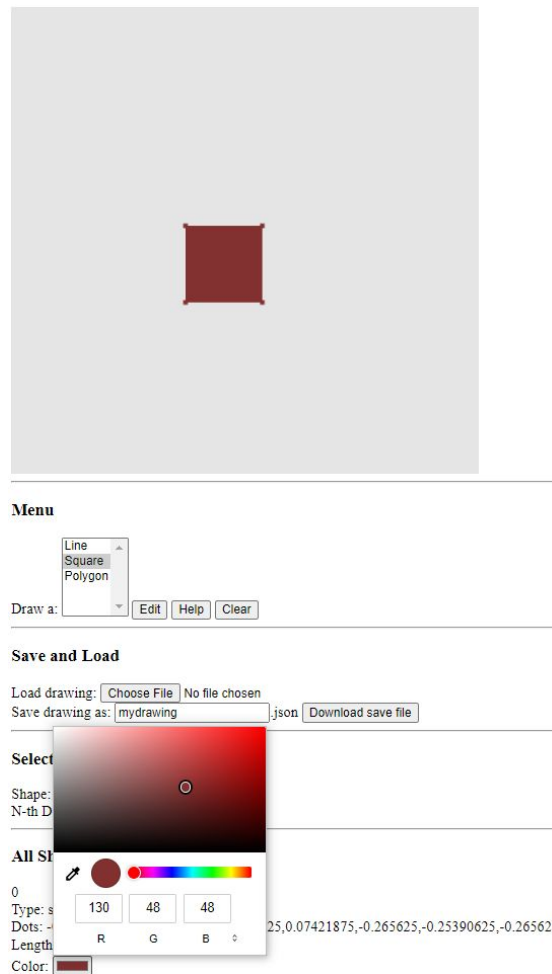 Menu
Line
Square
Polygon
Draw a: Edit Help Clear
Save and Load
Load drawing: Choose File No file chosen
Save drawing as: mydrawing .json Download save file
Select
Shape:
N-th D
All Sh
0
Type: s
Dots: - 25,0.07421875,-0.265625,-0.25390625,-0.26562
Length
Color:
130 48 48
R G B